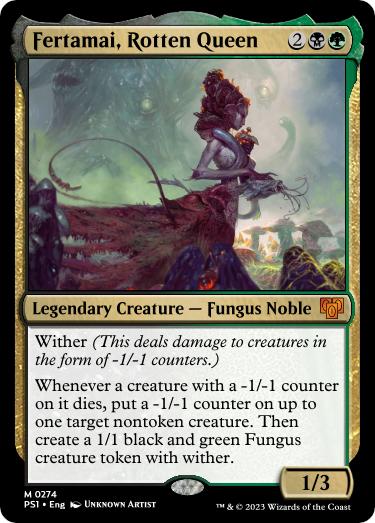 Fertamai, Rotten Queen 2
Legendary Creature — Fungus Noble
Wither (This deals damage to creatures in
the form of -1/-1 counters.)
Whenever a creature with a -1/-1 counter
on it dies, put a -1/-1 counter on up to
one target nontoken creature. Then
create a 1/1 black and green Fungus
creature token with wither.
1/3
M 0274
PS1 • Eng Unknown Artist
™ & © 2023 Wizards of the Coast